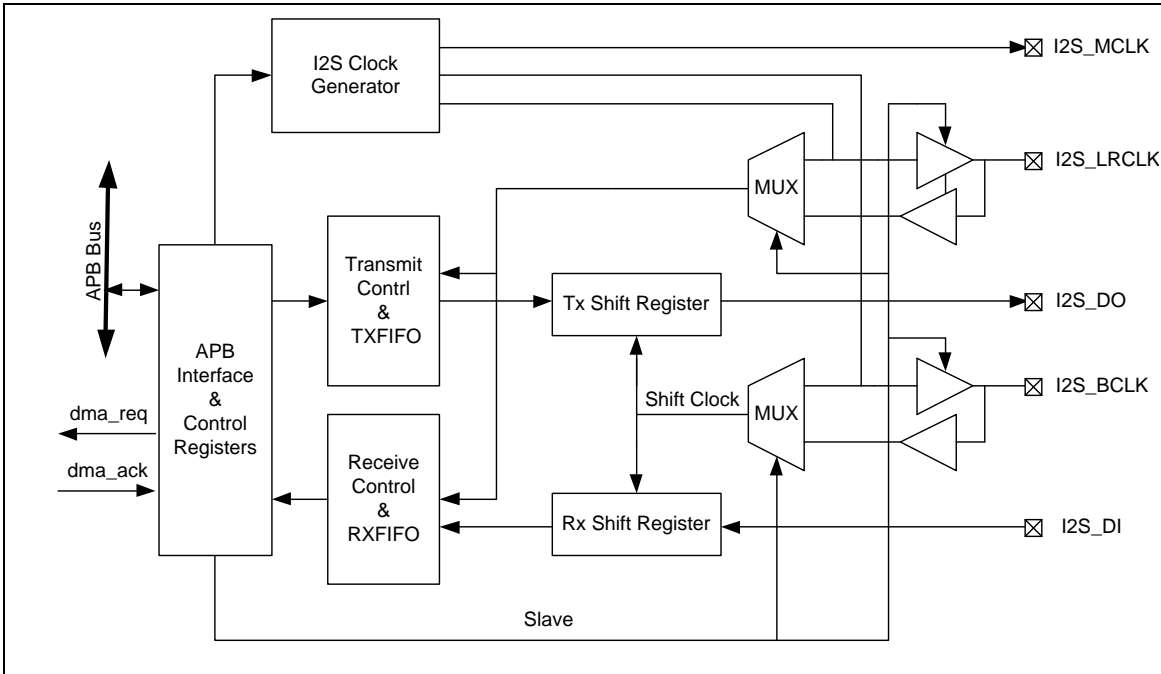 I2S Clock
Generator
I2S_MCLK
I2S_LRCLK
MUX
APB Bus
Transmit
Contrl
&
TXFIFO
Tx Shift Register
I2S_DO
APB
Interface
&
Control
Registers
Shift Clock
MUX
I2S_BCLK
dma_req
dma_ack
Receive
Control
&
RXFIFO
Rx Shift Register
I2S_DI
Slave